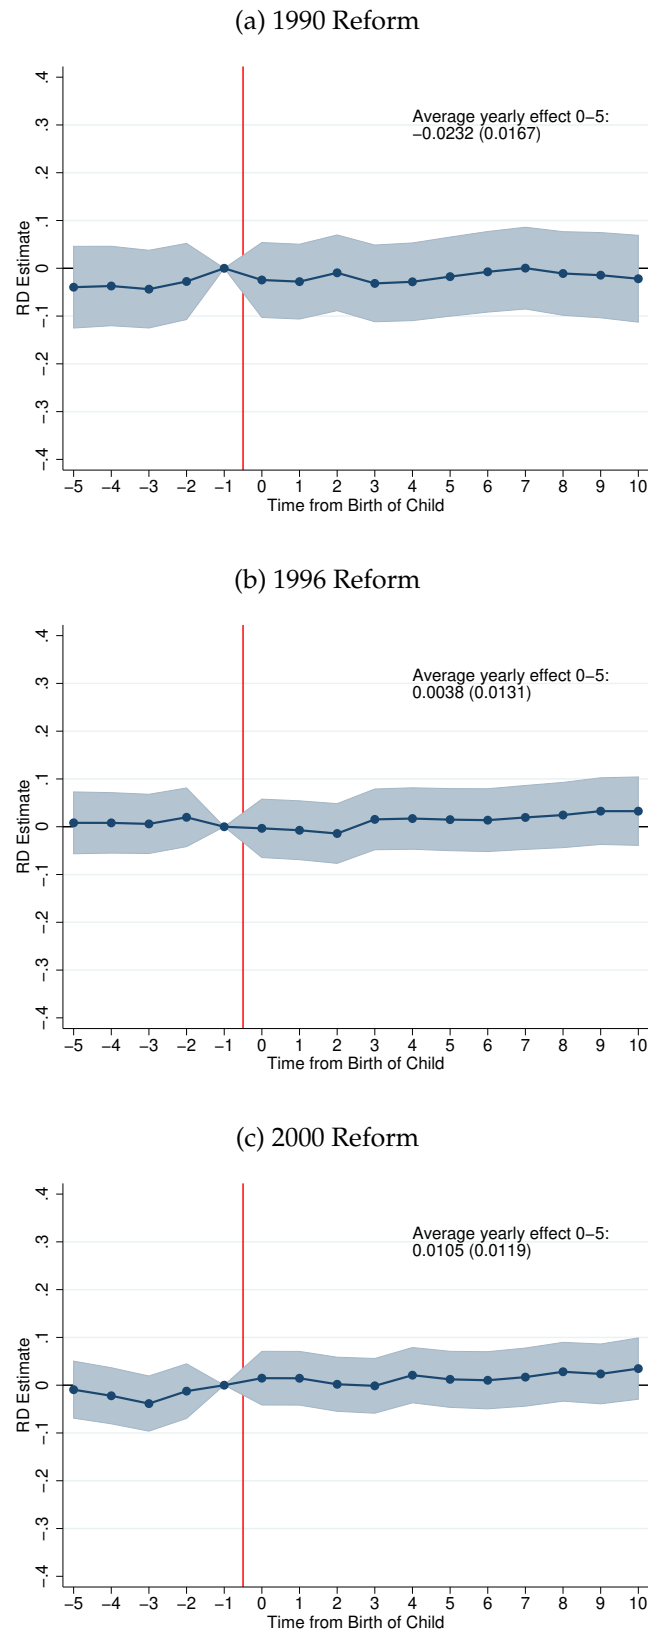 (a) 1990 Reform
Average yearly effect 0−5:
−0.0232 (0.0167)
RD Estimate
.4
.3
.2
.1
0
−.1
−.2
−.3
−.4
−5 −4 −3 −2 −1 0 1 2 3 4 5 6 7 8 9 10
Time from Birth of Child
(b) 1996 Reform
Average yearly effect 0−5:
0.0038 (0.0131)
RD Estimate
.4
.3
.2
.1
0
−.1
−.2
−.3
−.4
−5 −4 −3 −2 −1 0 1 2 3 4 5 6 7 8 9 10
Time from Birth of Child
(c) 2000 Reform
Average yearly effect 0−5:
0.0105 (0.0119)
RD Estimate
.4
.3
.2
.1
0
−.1
−.2
−.3
−.4
−5 −4 −3 −2 −1 0 1 2 3 4 5 6 7 8 9 10
Time from Birth of Child